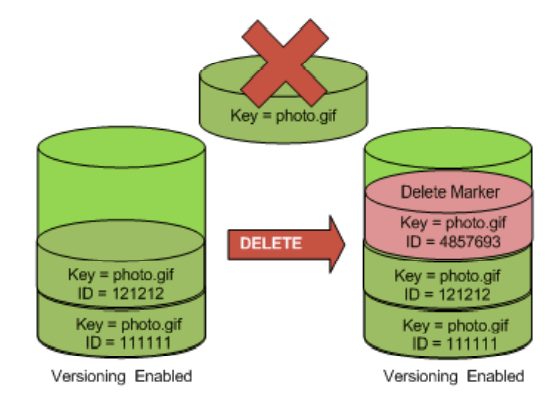 Key = photo.gif
Key = photo.gif
ID = 121212
Key = photo.gif
ID = 111111
Versioning Enabled
DELETE
Delete Marker
Key = photo.gif
ID = 4857693
Key = photo.gif
ID = 121212
Key = photo.gif
ID = 111111
Versioning Enabled